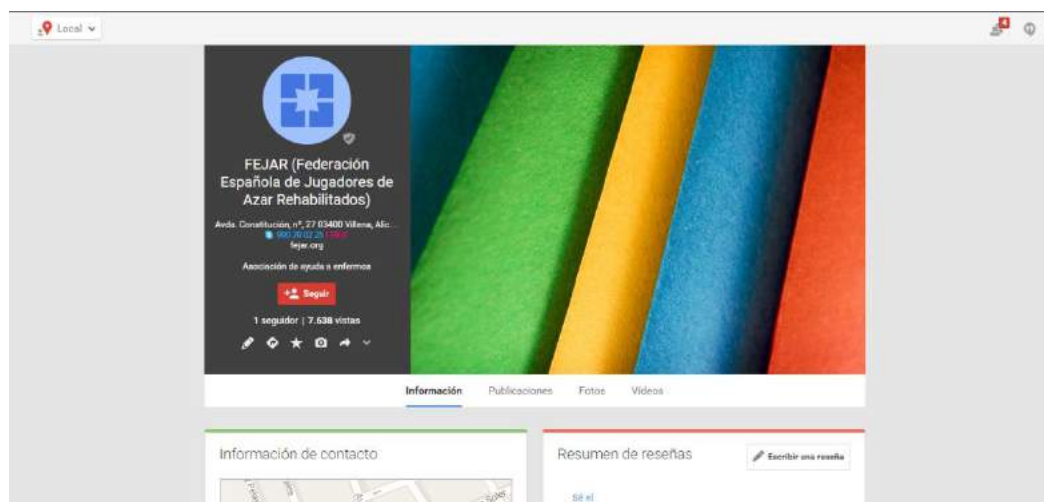 Local
4
FEJAR (Federación
Española de Jugadores de
Azar Rehabilitados)
Avda. Constitución, nº, 27 03400 Villena, Alic...
fejar.org
Asociación de ayuda a enfermos
Seguir
1 seguidor | 7.638 vistas
Información Publicaciones Fotos Vídeos
Información de contacto
Resumen de reseñas
Escribir una reseña
Sé el